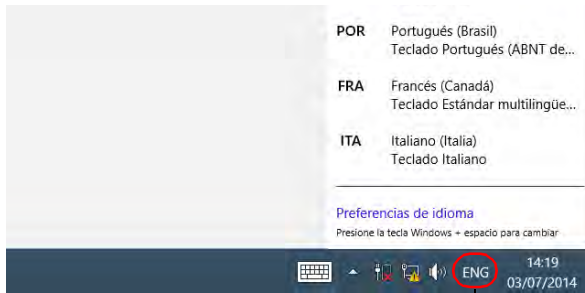 POR Portugués (Brasil)
Teclado Portugués (ABNT de...
FRA Francés (Canadá)
Teclado Estándar multilingüe...
ITA Italiano (Italia)
Teclado Italiano
Preferencias de idioma
Presione la tecla Windows + espacio para cambiar
ENG 14:19
03/07/2014